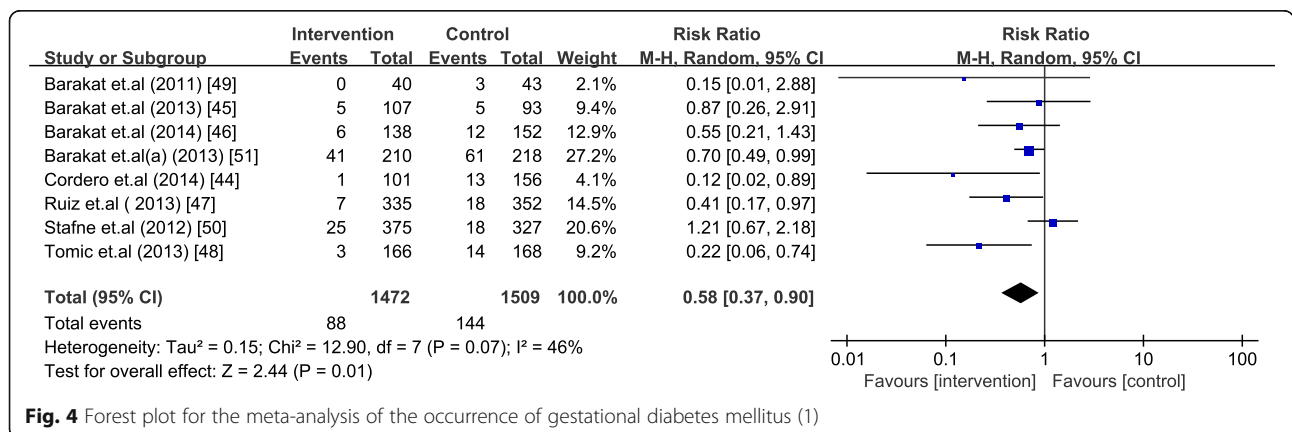 Intervention Control Risk Ratio Risk Ratio
Study or Subgroup Events Total Events Total Weight M-H, Random, 95% CI M-H, Random, 95% CI
Barakat et.al (2011) [49] 0 40 3 43 2.1% 0.15 [0.01, 2.88]
Barakat et.al (2013) [45] 5 107 5 93 9.4% 0.87 [0.26, 2.91]
Barakat et.al (2014) [46] 6 138 12 152 12.9% 0.55 [0.21, 1.43]
Barakat et.al(a) (2013) [51] 41 210 61 218 27.2% 0.70 [0.49, 0.99]
Cordero et.al (2014) [44] 1 101 13 156 4.1% 0.12 [0.02, 0.89]
Ruiz et.al ( 2013) [47] 7 335 18 352 14.5% 0.41 [0.17, 0.97]
Stafne et.al (2012) [50] 25 375 18 327 20.6% 1.21 [0.67, 2.18]
Tomic et.al (2013) [48] 3 166 14 168 9.2% 0.22 [0.06, 0.74]
Total (95% CI) 1472 1509 100.0% 0.58 [0.37, 0.90]
Total events 88 144
Heterogeneity: Tau² = 0.15; Chi² = 12.90, df = 7 (P = 0.07); I² = 46%
Test for overall effect: Z = 2.44 (P = 0.01)
0.01 0.1 1 10 100
Favours [intervention] Favours [control]
Fig. 4 Forest plot for the meta-analysis of the occurrence of gestational diabetes mellitus (1)